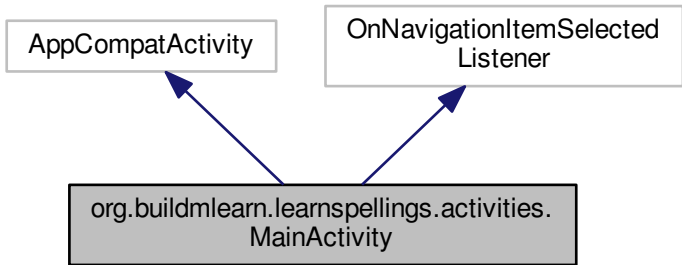 AppCompatActivity
OnNavigationItemSelected
Listener
org.buildmlearn.learnspellings.activities.
MainActivity